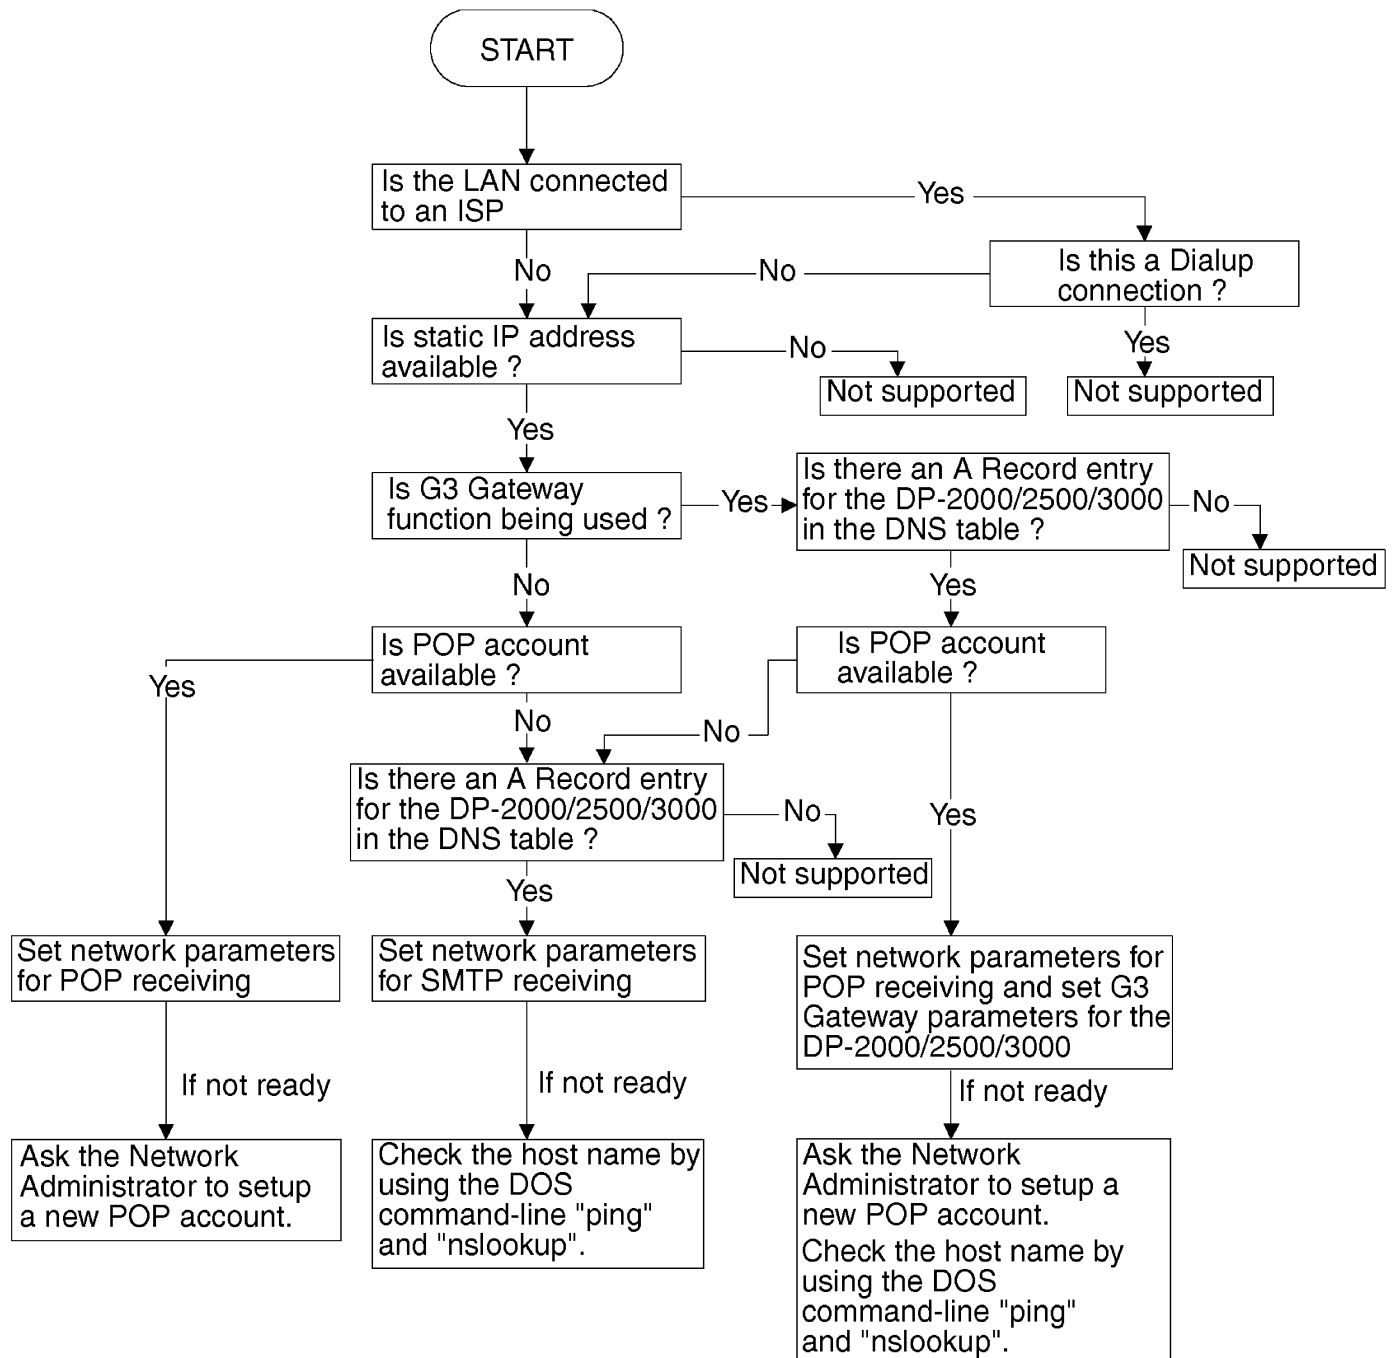 START
Is the LAN connected
to an ISP
Yes
No
Is this a Dialup
connection ?
No
Yes
Not supported
Is static IP address
available ?
No
Not supported
Yes
Is G3 Gateway
function being used ?
Yes
Is there an A Record entry
for the DP-2000/2500/3000
in the DNS table ?
No
Not supported
No
Yes
Is POP account
available ?
Is POP account
available ?
Yes
No
No
Is there an A Record entry
for the DP-2000/2500/3000
in the DNS table ?
No
Not supported
Yes
Yes
Set network parameters
for POP receiving
Set network parameters
for SMTP receiving
Set network parameters for
POP receiving and set G3
Gateway parameters for the
DP-2000/2500/3000
If not ready
If not ready
If not ready
Ask the Network
Administrator to setup
a new POP account.
Check the host name by
using the DOS
command-line "ping"
and "nslookup".
Ask the Network
Administrator to setup a
new POP account.
Check the host name by
using the DOS
command-line "ping"
and "nslookup".